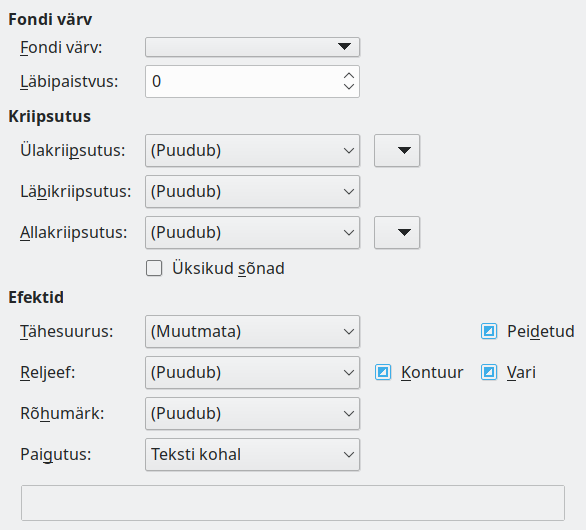 Fondi värv
Fondi värv:
Läbipaistvus: 0
Kriipsutus
Ülakriipsutus: (Puudub)
Läbikriipsutus: (Puudub)
Allakriipsutus: (Puudub)
Üksikud sõnad
Efektid
Tähesuurus: (Muutmata) Peidetud
Reljeef: (Puudub) Kontuur Vari
Rõhumärk: (Puudub)
Paigutus: Teksti kohal